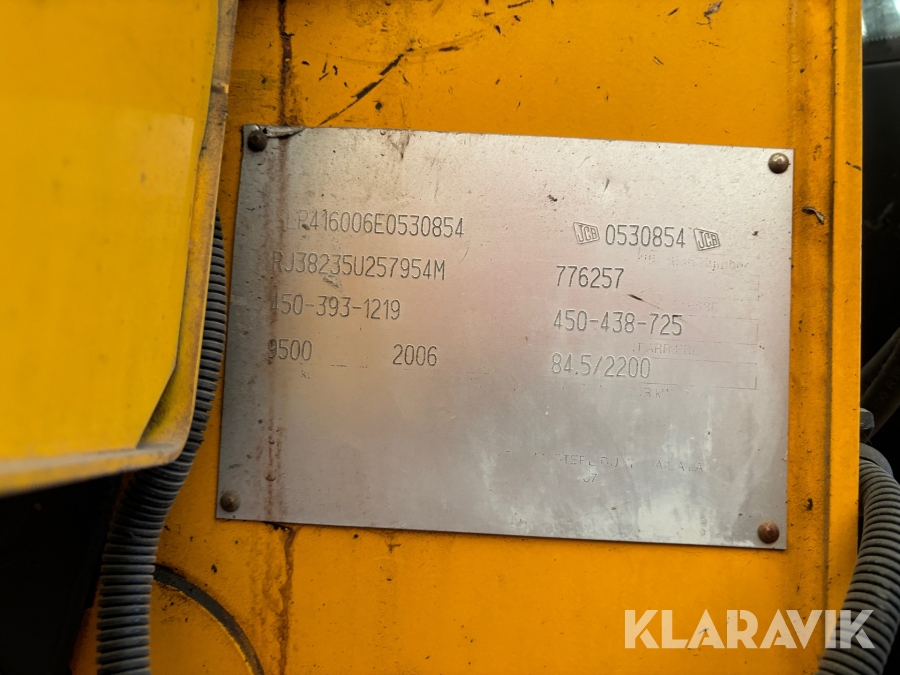 P416006E0530854 JCB 0530854 JCB
RJ38235U257954M 776257
450-393-1219 450-438-725
9500 2006 84.5/2200
KLARAVIK